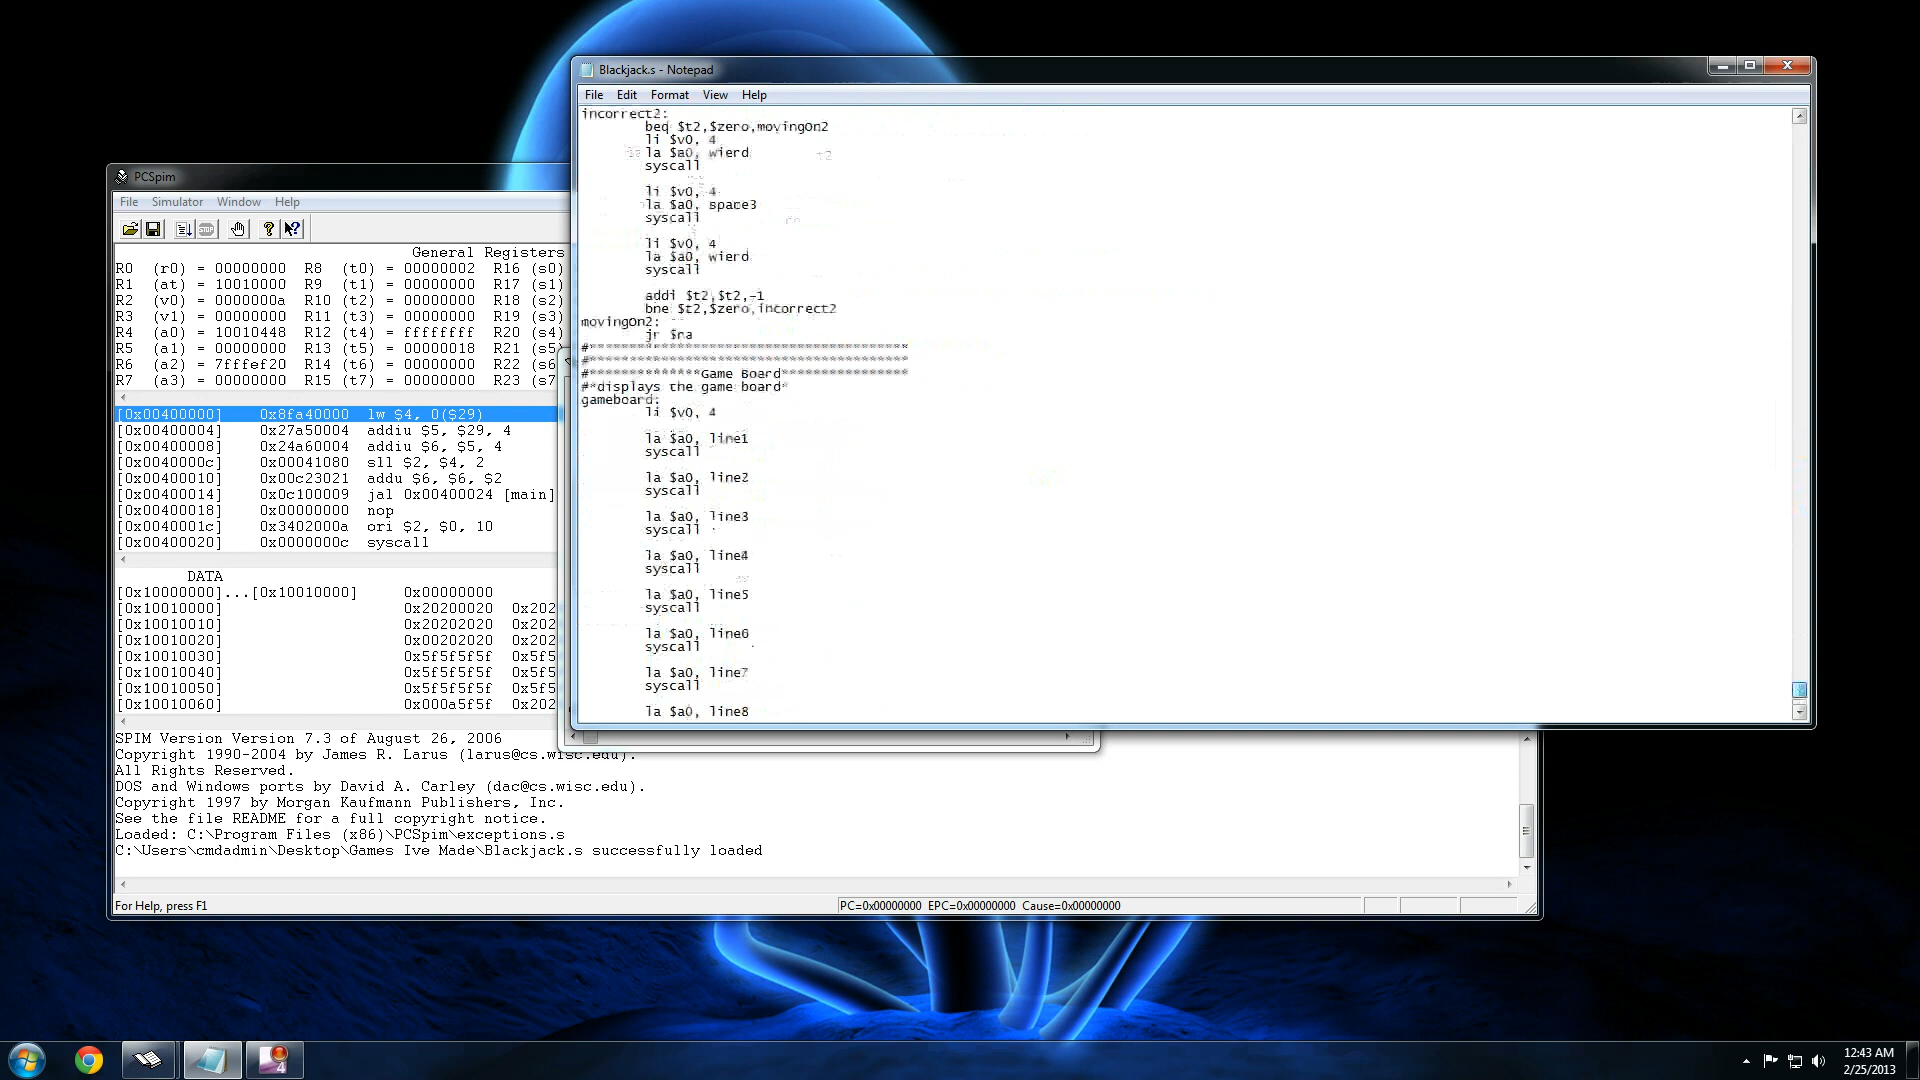 Blackjack.s - Notepad
File Edit Format View Help
incorrect2:
beq $t2,$zero,movingOn2
li $v0, 4
la $a0, wierd
syscall
li $v0, 4
la $a0, space3
syscall
li $v0, 4
la $a0, wierd
syscall
addi $t2,$t2,-1
bne $t2,$zero,incorrect2
movingOn2:
jr $ra
#****************************************
#****************************************
#**************Game Board****************
#*displays the game board*
gameboard:
li $v0, 4
la $a0, line1
syscall
la $a0, line2
syscall
la $a0, line3
syscall
la $a0, line4
syscall
la $a0, line5
syscall
la $a0, line6
syscall
la $a0, line7
syscall
la $a0, line8
PCSpim
File Simulator Window Help
General Registers
R0 (r0) = 00000000 R8 (t0) = 00000002 R16 (s0)
R1 (at) = 10010000 R9 (t1) = 00000000 R17 (s1)
R2 (v0) = 0000000a R10 (t2) = 00000000 R18 (s2)
R3 (v1) = 00000000 R11 (t3) = 00000000 R19 (s3)
R4 (a0) = 10010448 R12 (t4) = ffffffff R20 (s4)
R5 (a1) = 00000000 R13 (t5) = 00000018 R21 (s5)
R6 (a2) = 7fffef20 R14 (t6) = 00000000 R22 (s6
R7 (a3) = 00000000 R15 (t7) = 00000000 R23 (s7
[0x00400000] 0x8fa40000 lw $4, 0($29)
[0x00400004] 0x27a50004 addiu $5, $29, 4
[0x00400008] 0x24a60004 addiu $6, $5, 4
[0x0040000c] 0x00041080 sll $2, $4, 2
[0x00400010] 0x00c23021 addu $6, $6, $2
[0x00400014] 0x0c100009 jal 0x00400024 [main]
[0x00400018] 0x00000000 nop
[0x0040001c] 0x3402000a ori $2, $0, 10
[0x00400020] 0x0000000c syscall
DATA
[0x10000000]...[0x10010000] 0x00000000
[0x10010000] 0x20200020 0x202
[0x10010010] 0x20202020 0x202
[0x10010020] 0x00202020 0x202
[0x10010030] 0x5f5f5f5f 0x5f5
[0x10010040] 0x5f5f5f5f 0x5f5
[0x10010050] 0x5f5f5f5f 0x5f5
[0x10010060] 0x000a5f5f 0x202
SPIM Version Version 7.3 of August 26, 2006
Copyright 1990-2004 by James R. Larus (larus@cs.wisc.edu).
All Rights Reserved.
DOS and Windows ports by David A. Carley (dac@cs.wisc.edu).
Copyright 1997 by Morgan Kaufmann Publishers, Inc.
See the file README for a full copyright notice.
Loaded: C:\Program Files (x86)\PCSpim\exceptions.s
C:\Users\cmdadmin\Desktop\Games Ive Made\Blackjack.s successfully loaded
For Help, press F1
PC=0x00000000 EPC=0x00000000 Cause=0x00000000
12:43 AM
2/25/2013